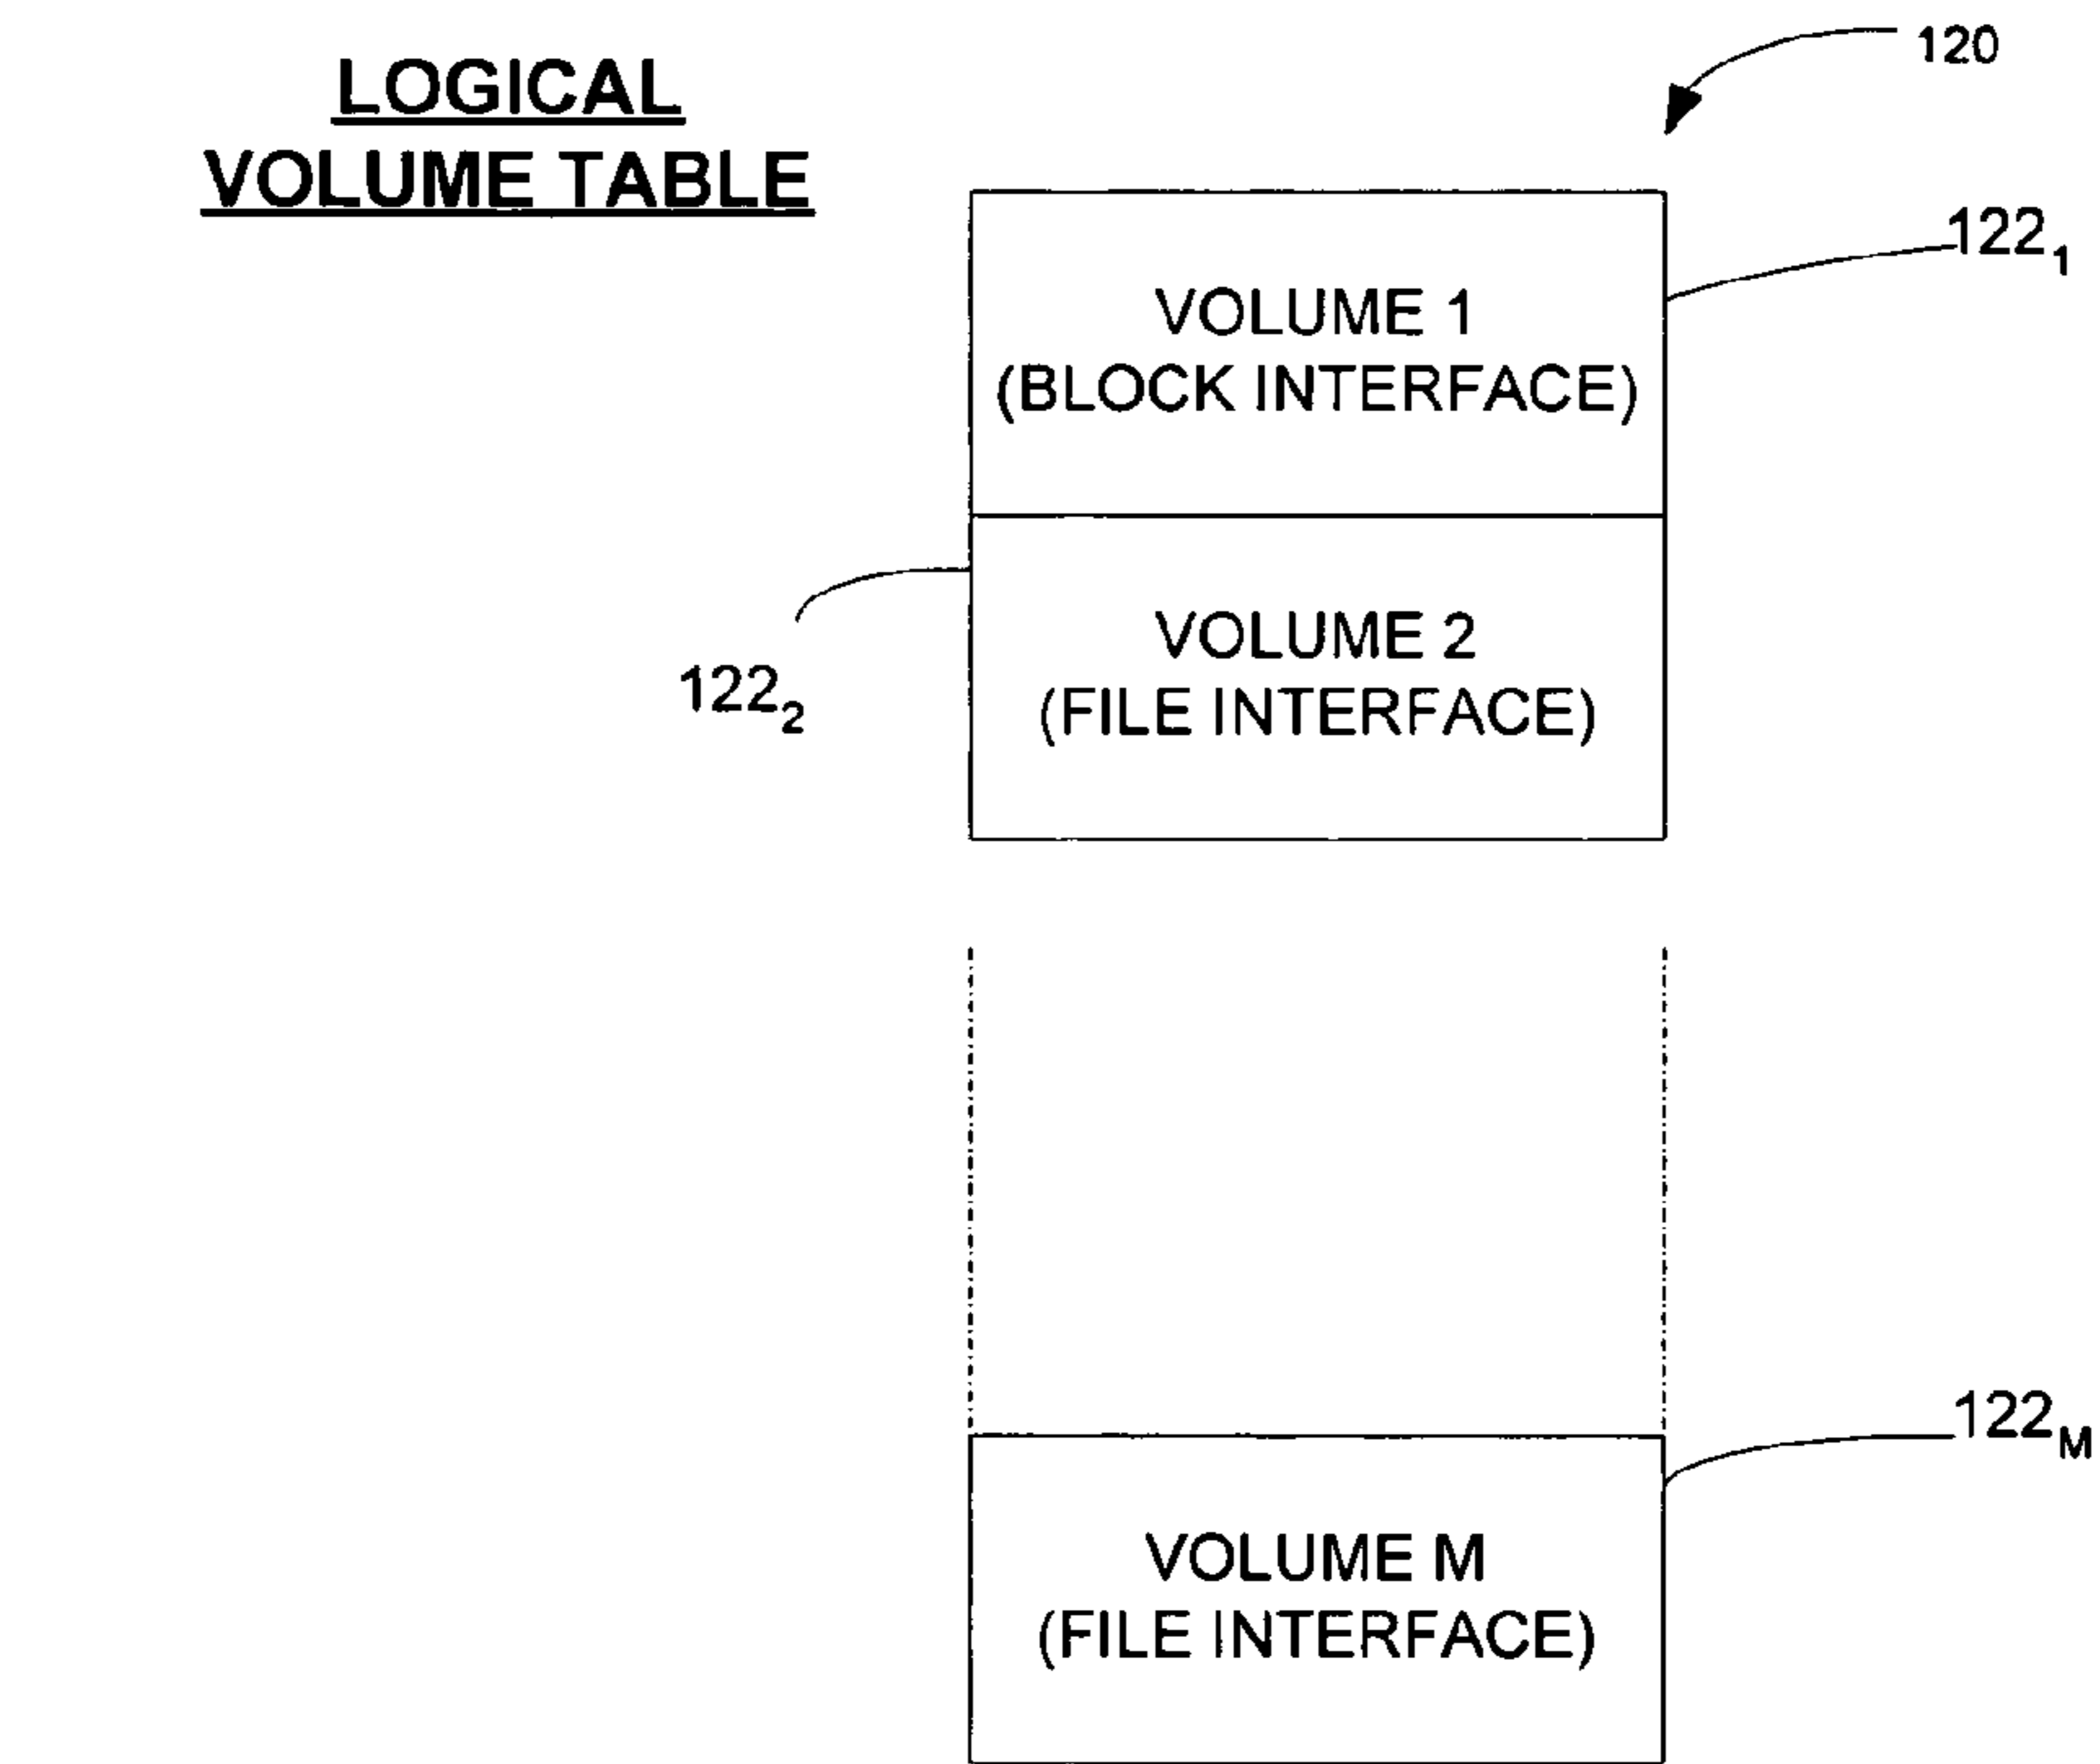 LOGICAL
VOLUME TABLE
120
122₁
VOLUME 1
(BLOCK INTERFACE)
122₂
VOLUME 2
(FILE INTERFACE)
122M
VOLUME M
(FILE INTERFACE)